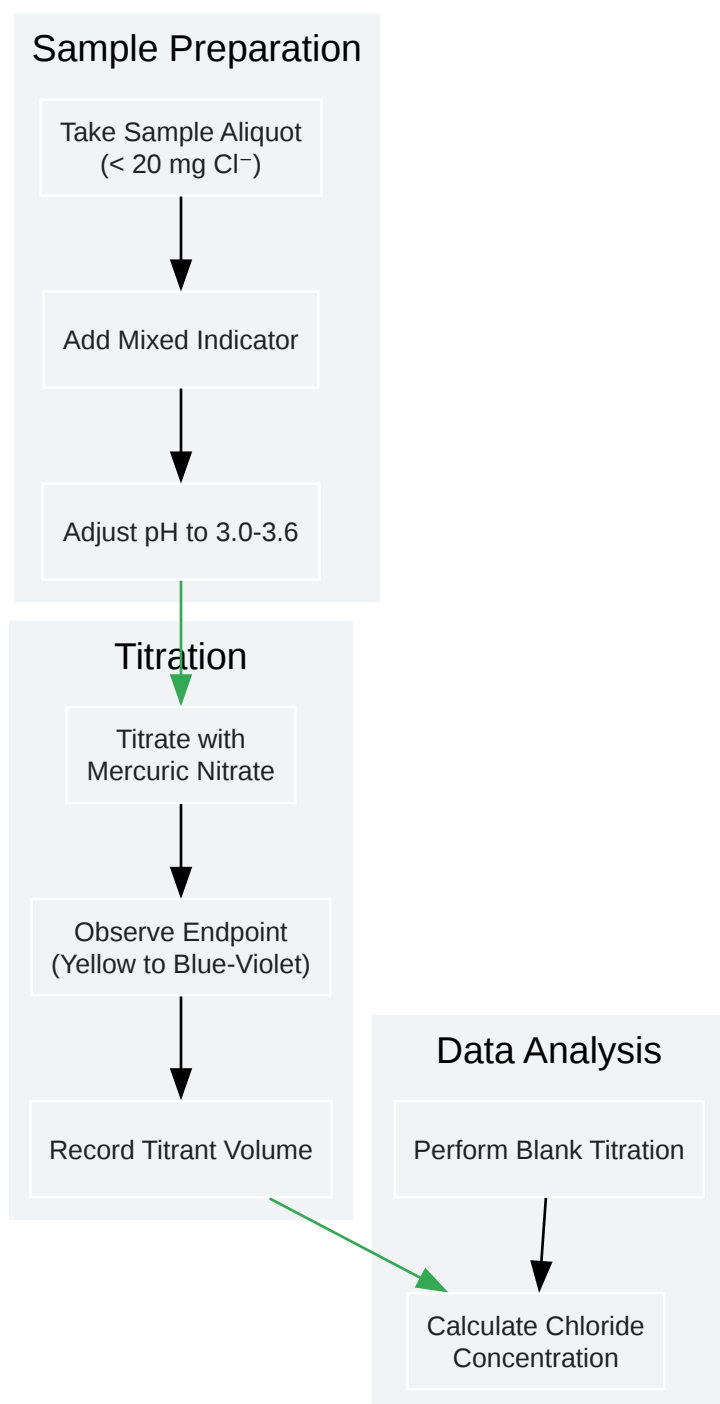 Sample Preparation
Take Sample Aliquot
(< 20 mg Cl⁻)
Add Mixed Indicator
Adjust pH to 3.0-3.6
Titration
Titrate with
Mercuric Nitrate
Observe Endpoint
(Yellow to Blue-Violet)
Record Titrant Volume
Data Analysis
Perform Blank Titration
Calculate Chloride
Concentration